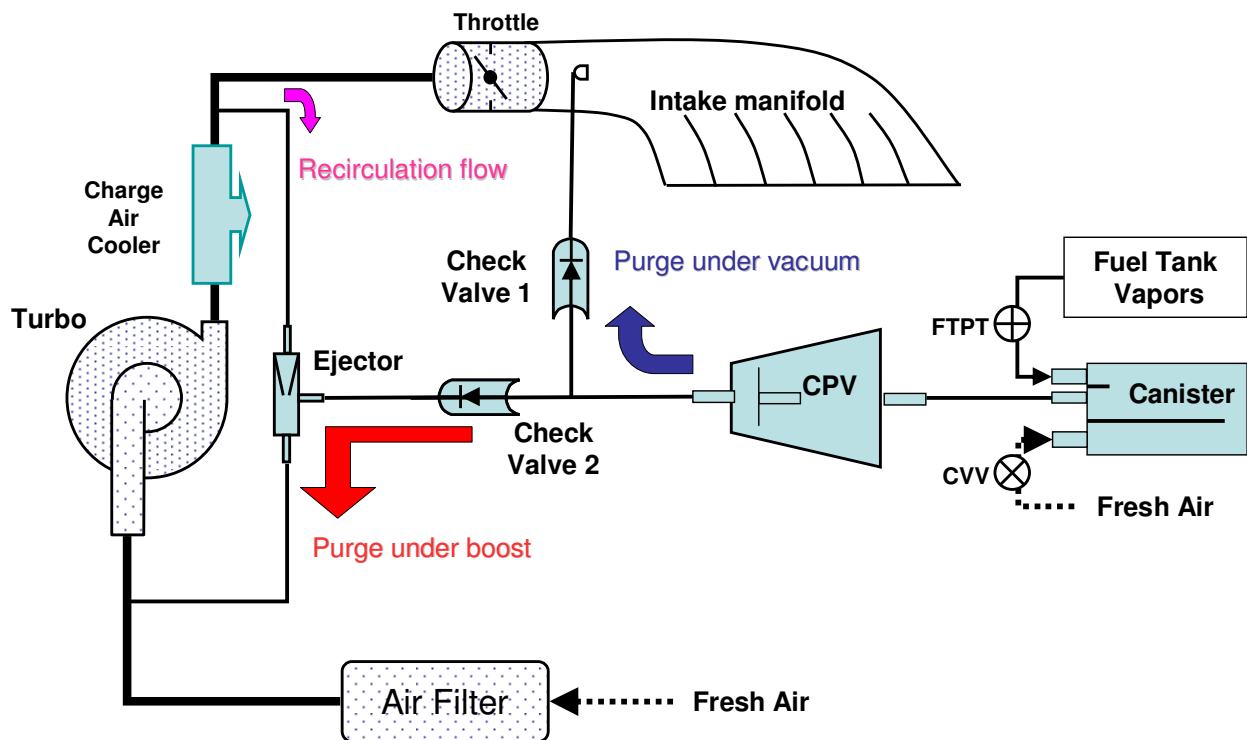 Throttle
Intake manifold
Recirculation flow
Charge
Air
Cooler
Check
Valve 1
Purge under vacuum
Fuel Tank
Vapors
Turbo
FTPT
Ejector
CPV
Canister
Check
Valve 2
CVV
Fresh Air
Purge under boost
Air Filter
Fresh Air